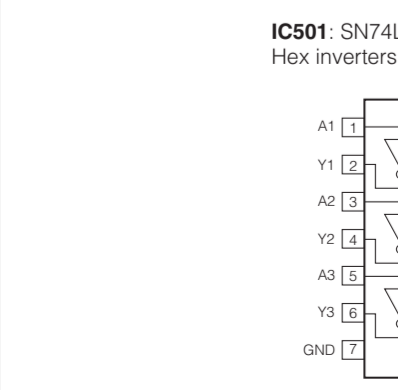 IC501: SN74L
Hex inverters
A1 1
Y1 2
A2 3
Y2 4
A3 5
Y3 6
GND 7